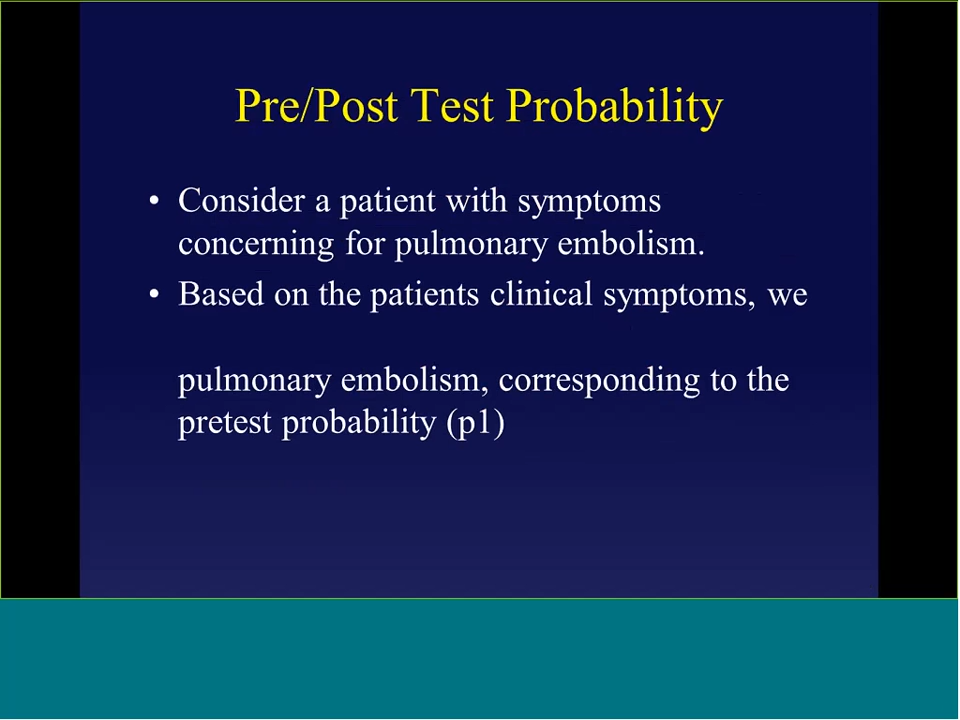 Pre/Post Test Probability
• Consider a patient with symptoms
concerning for pulmonary embolism.
• Based on the patients clinical symptoms, we
pulmonary embolism, corresponding to the
pretest probability (p1)